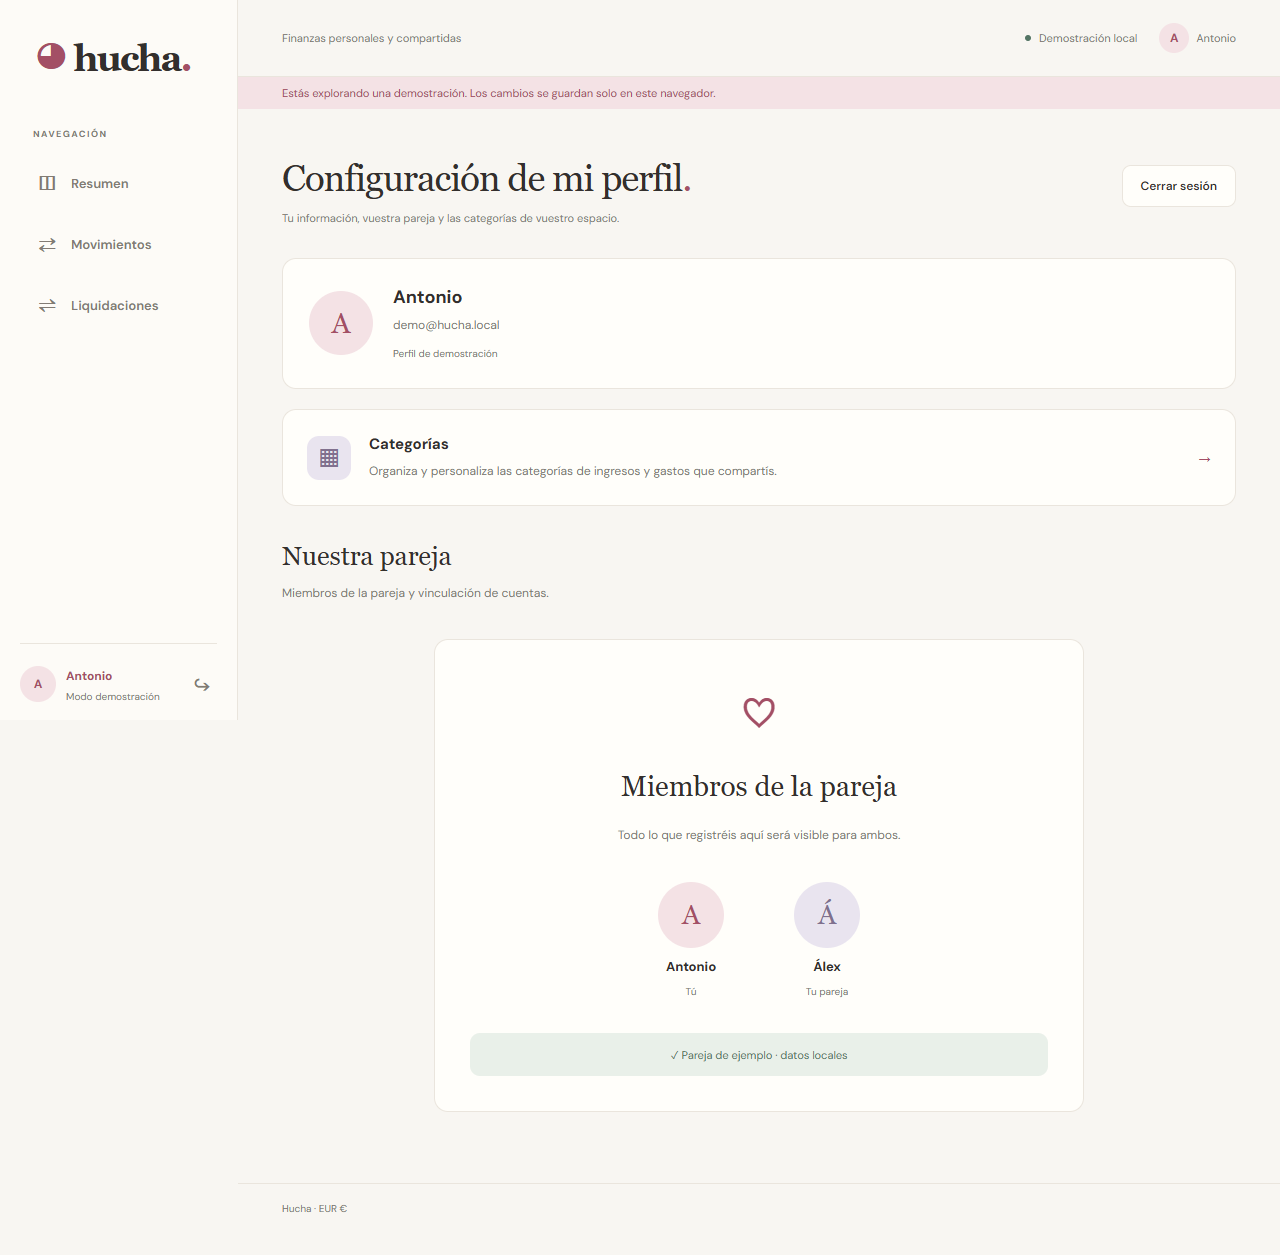 hucha.
NAVEGACIÓN
Resumen
Movimientos
Liquidaciones
A
Antonio
Modo demostración
Finanzas personales y compartidas
Demostración local
A
Antonio
Estás explorando una demostración. Los cambios se guardan solo en este navegador.
Configuración de mi perfil.
Tu información, vuestra pareja y las categorías de vuestro espacio.
Cerrar sesión
A
Antonio
demo@hucha.local
Perfil de demostración
Categorías
Organiza y personaliza las categorías de ingresos y gastos que compartís.
→
Nuestra pareja
Miembros de la pareja y vinculación de cuentas.
Miembros de la pareja
Todo lo que registréis aquí será visible para ambos.
A
Antonio
Tú
Á
Álex
Tu pareja
✓ Pareja de ejemplo · datos locales
Hucha · EUR €